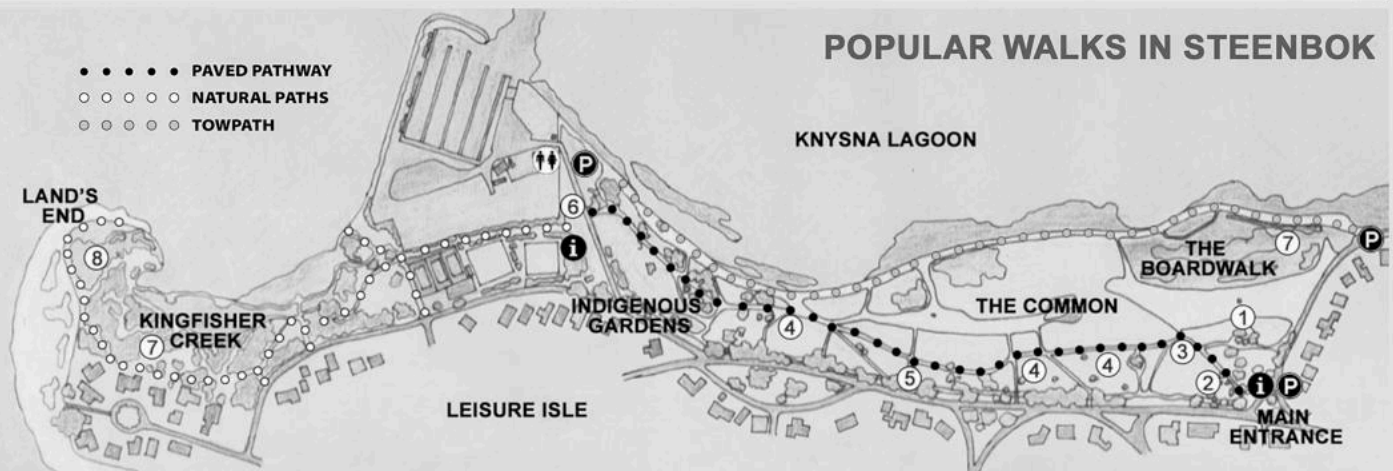 POPULAR WALKS IN STEENBOK
PAVED PATHWAY
NATURAL PATHS
TOWPATH
KNYSNA LAGOON
P
LAND'S
END
6
8
i
P
7
THE
BOARDWALK
INDIGENOUS
GARDENS
THE COMMON
KINGFISHER
CREEK
4
1
7
3
5
4
4
2
i
P
LEISURE ISLE
MAIN
ENTRANCE